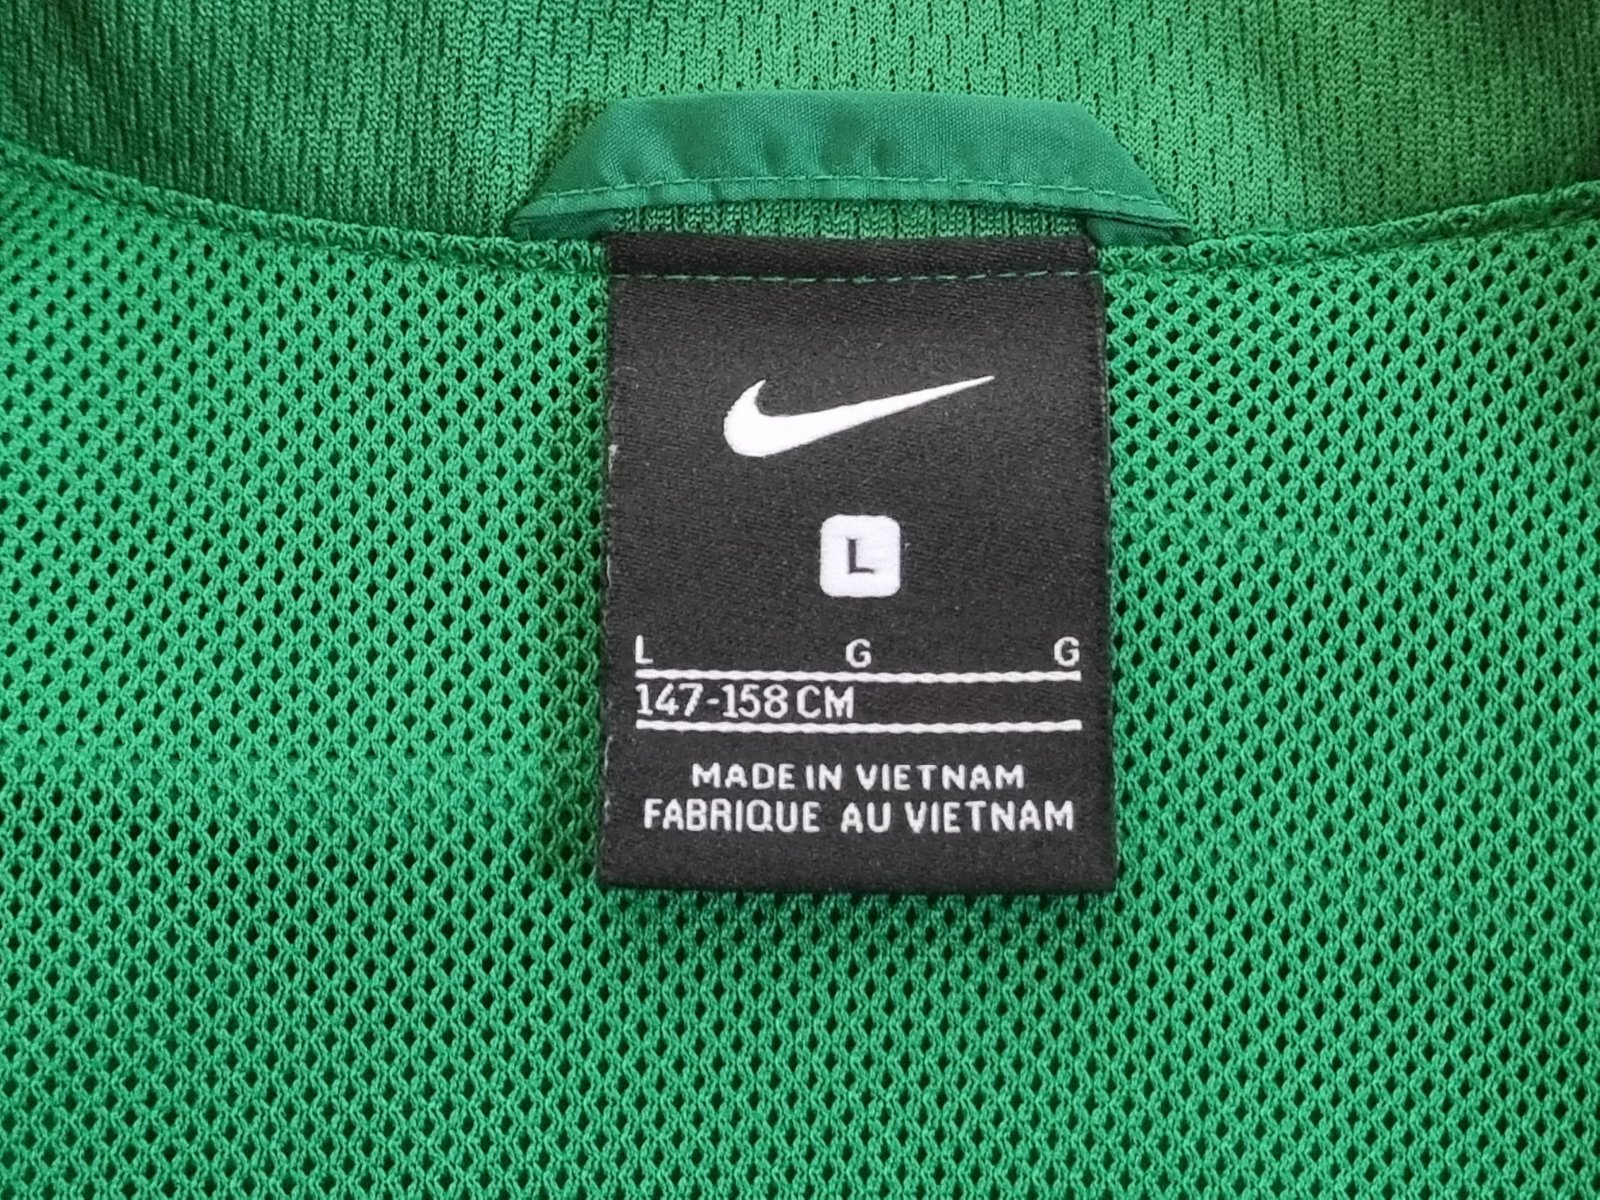 L
L G G
147-158 CM
MADE IN VIETNAM
FABRIQUE AU VIETNAM